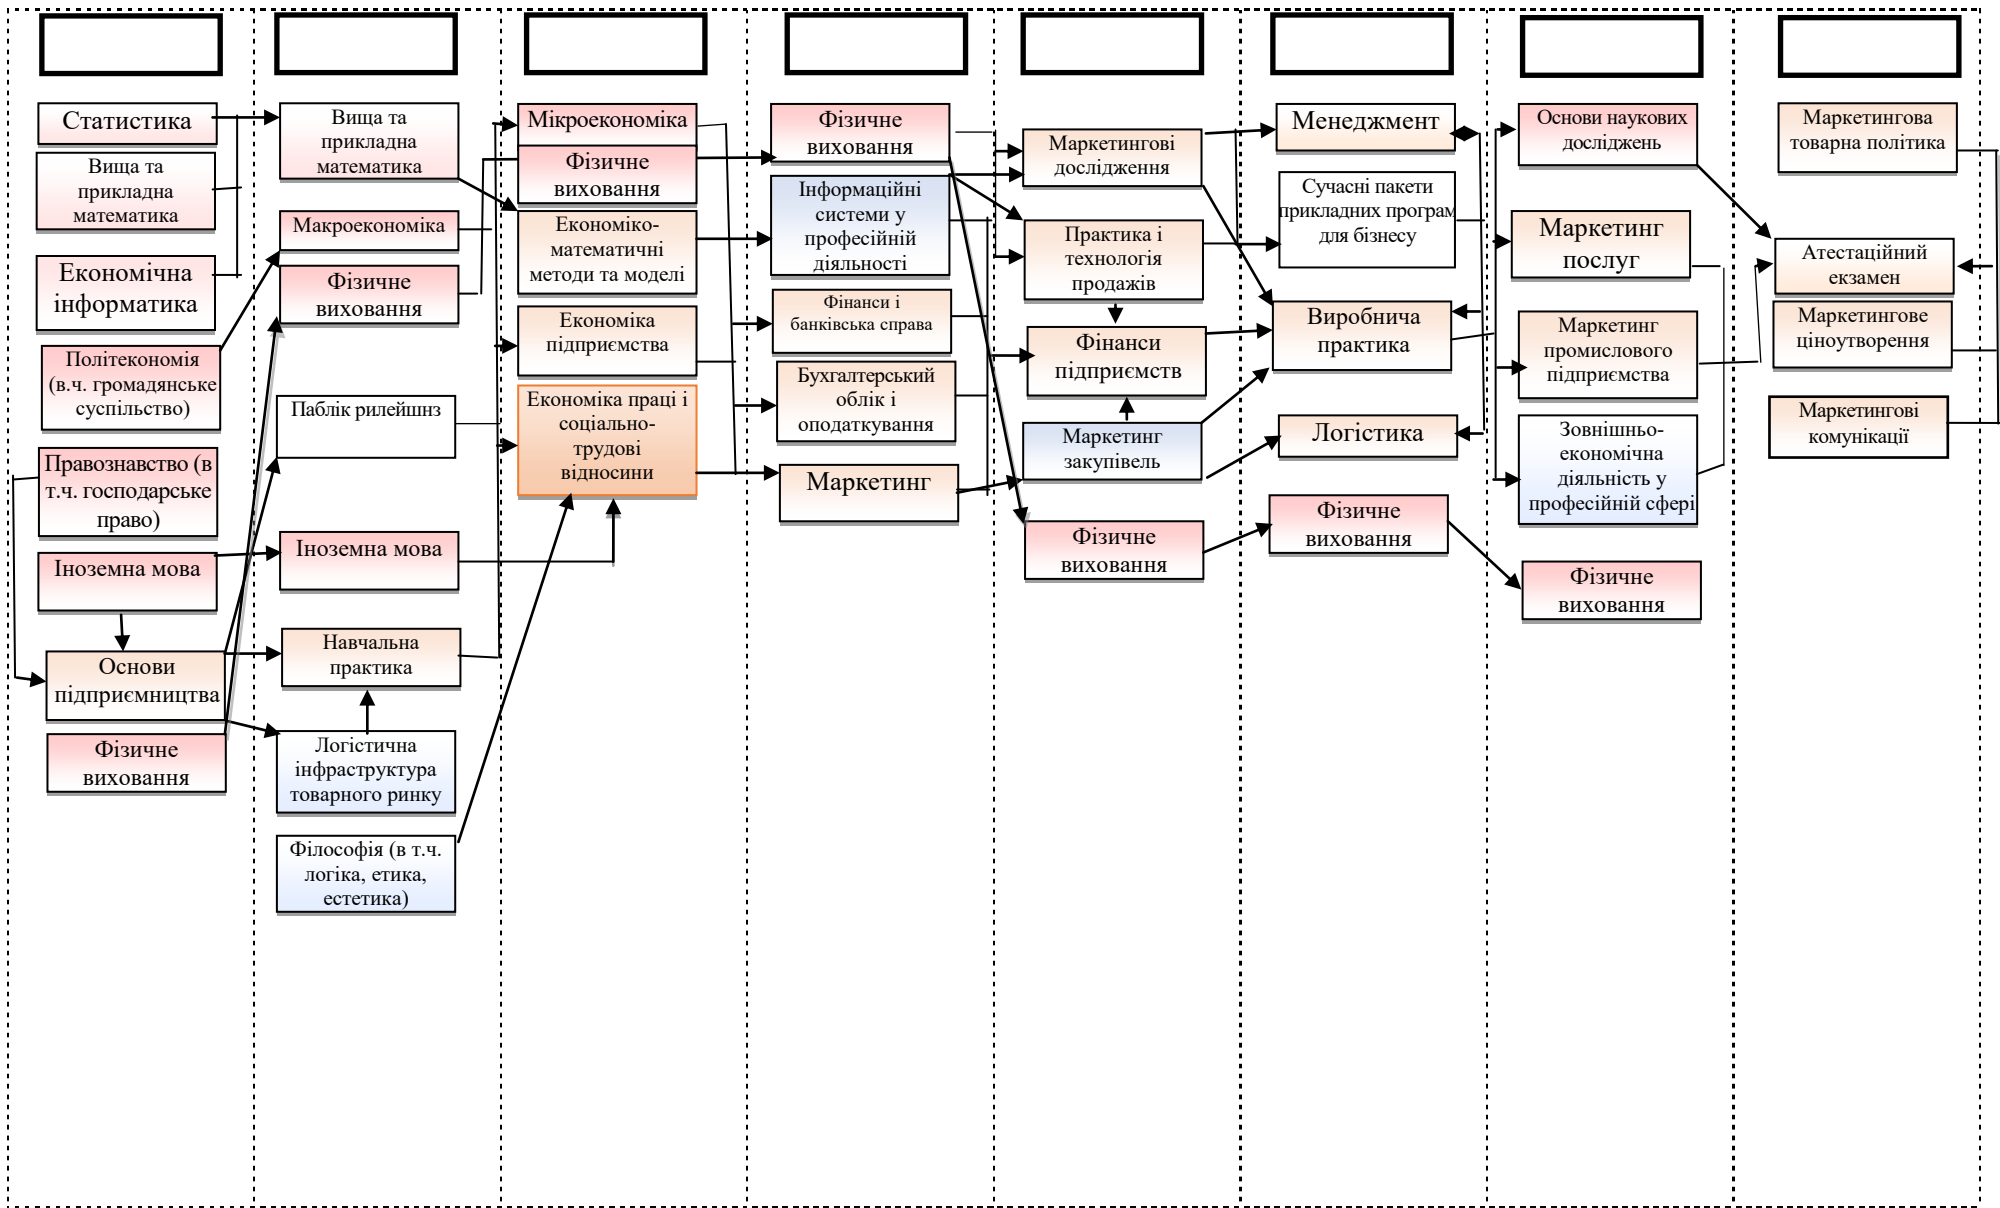 Статистика
Вища та
прикладна
математика
Економічна
інформатика
Політекономія
(в.ч. громадянське
суспільство)
Правознавство (в
т.ч. господарське
право)
Іноземна мова
Основи
підприємництва
Фізичне
виховання
Вища та
прикладна
математика
Макроекономіка
Фізичне
виховання
Паблік рилейшнз
Іноземна мова
Навчальна
практика
Логістична
інфраструктура
товарного ринку
Філософія (в т.ч.
логіка, етика,
естетика)
Мікроекономіка
Фізичне
виховання
Економіко-
математичні
методи та моделі
Економіка
підприємства
Економіка праці і
соціально-
трудові
відносини
Фізичне
виховання
Інформаційні
системи у
професійній
діяльності
Фінанси і
банківська справа
Бухгалтерський
облік і
оподаткування
Маркетинг
Маркетингові
дослідження
Практика і
технологія
продажів
Фінанси
підприємств
Маркетинг
закупівель
Фізичне
виховання
Менеджмент
Сучасні пакети
прикладних програм
для бізнесу
Виробнича
практика
Логістика
Фізичне
виховання
Основи наукових
досліджень
Маркетинг
послуг
Маркетинг
промислового
підприємства
Зовнішньо-
економічна
діяльність у
професійній сфері
Фізичне
виховання
Маркетингова
товарна політика
Атестаційний
екзамен
Маркетингове
ціноутворення
Маркетингові
комунікації